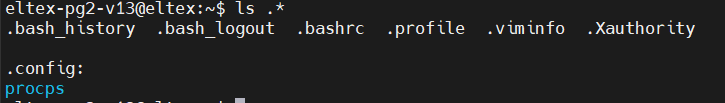 eltex-pg2-v13@eltex:~$ ls .*
.bash_history .bash_logout .bashrc .profile .viminfo .Xauthority
.config:
procps